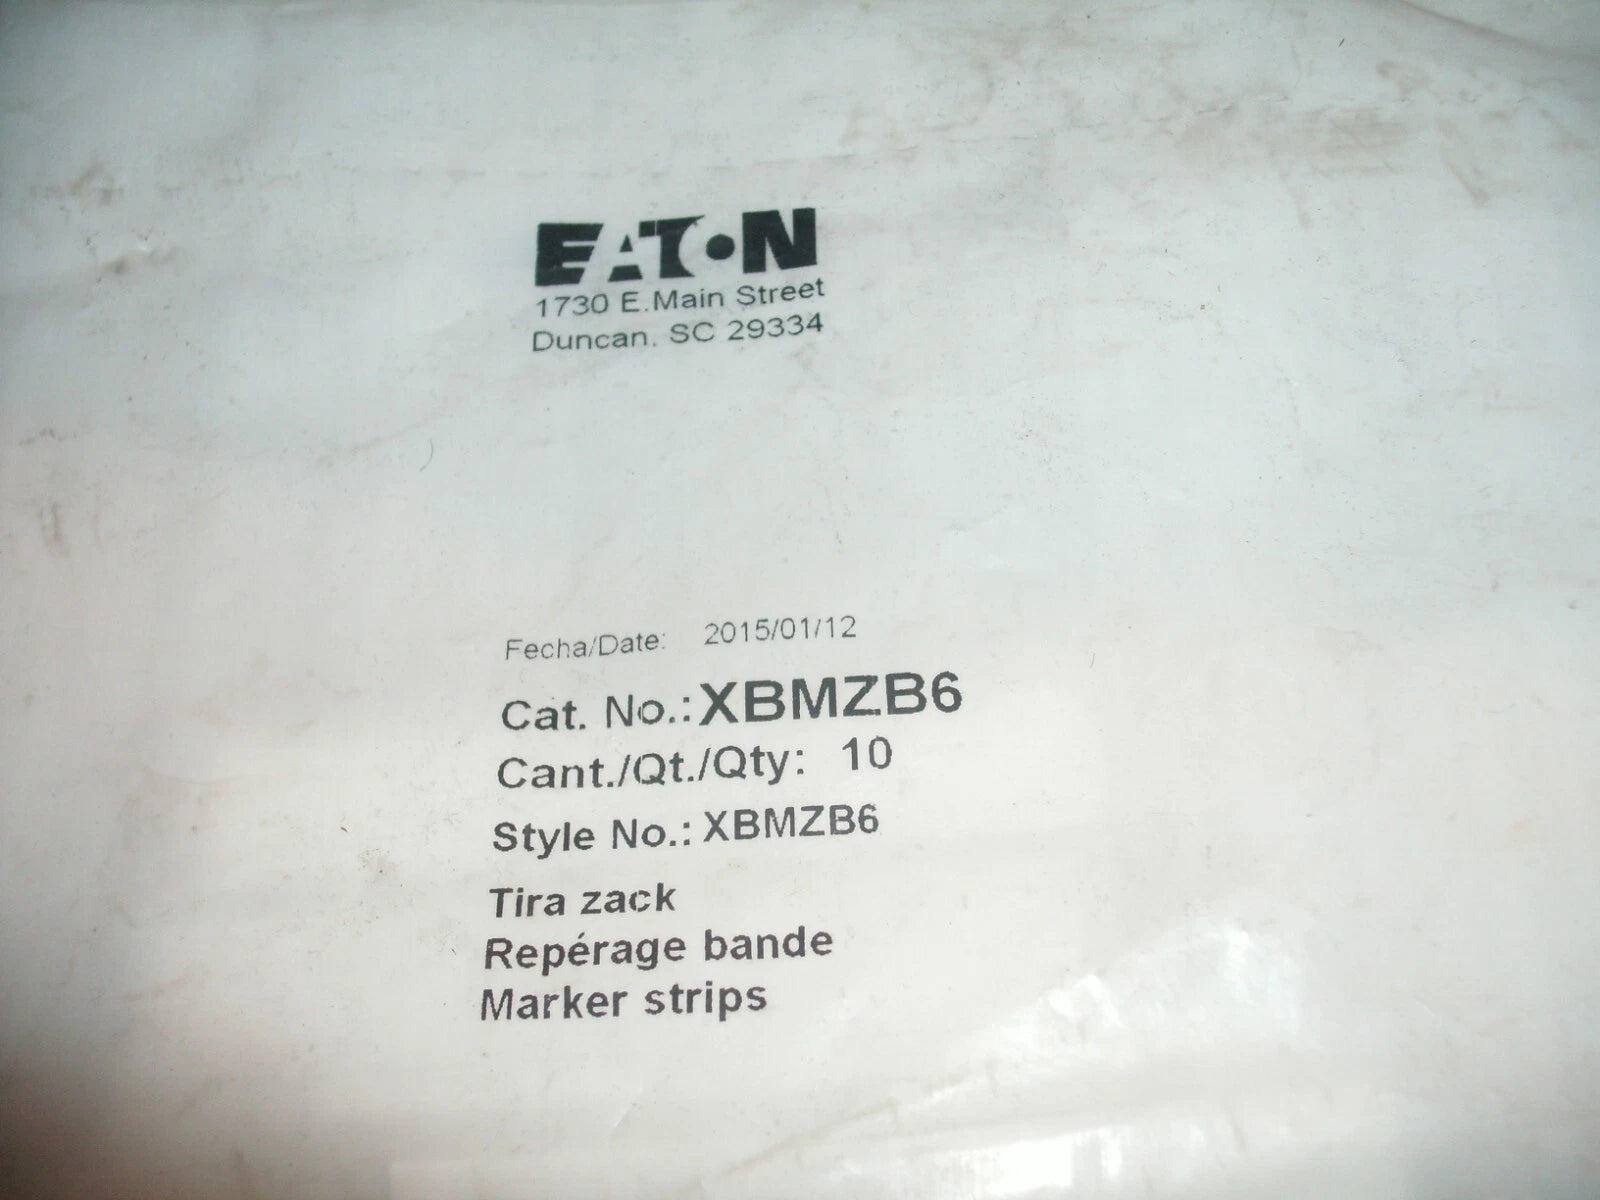 EATON
1730 E.Main Street
Duncan, SC 29334
Fecha/Date: 2015/01/12
Cat. No.: XBMZB6
Cant./Qt./Qty: 10
Style No.: XBMZB6
Tira zack
Repérage bande
Marker strips